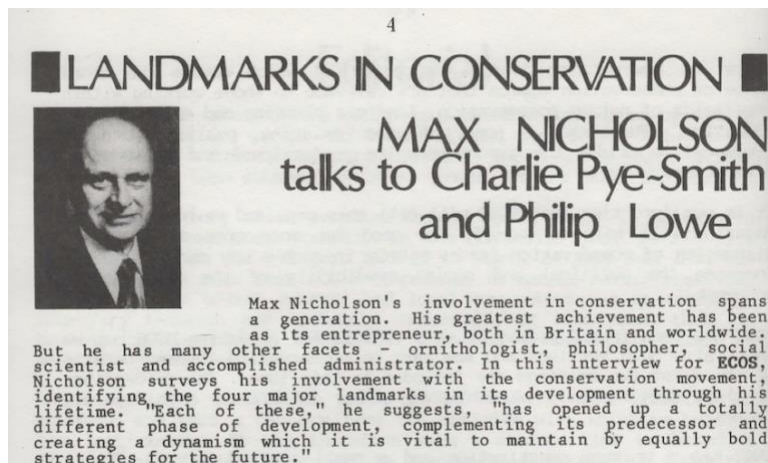 4
LANDMARKS IN CONSERVATION
MAX NICHOLSON
talks to Charlie Pye~Smith
and Philip Lowe
Max Nicholson's involvement in conservation spans
a generation. His greatest achievement has been
as its entrepreneur, both in Britain and worldwide.
But he has many other facets - ornithologist, philosopher, social
scientist and accomplished administrator. In this interview for ECOS,
Nicholson surveys his involvement with the conservation movement,
identifying the four major landmarks in its development through his
lifetime. "Each of these," he suggests, "has opened up a totally
different phase of development, complementing its predecessor and
creating a dynamism which it is vital to maintain by equally bold
strategies for the future."